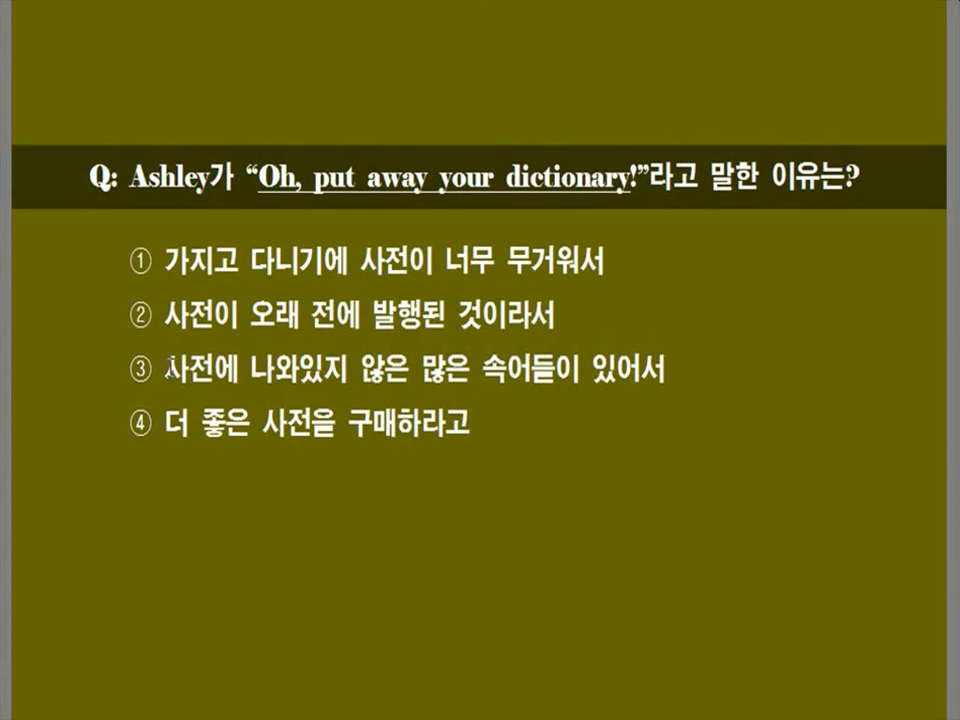 Q: Ashley가 “Oh, put away your dictionary!”라고 말한 이유는?
① 가지고 다니기에 사전이 너무 무거워서
② 사전이 오래 전에 발행된 것이라서
③ 사전에 나와있지 않은 많은 속어들이 있어서
④ 더 좋은 사전을 구매하라고